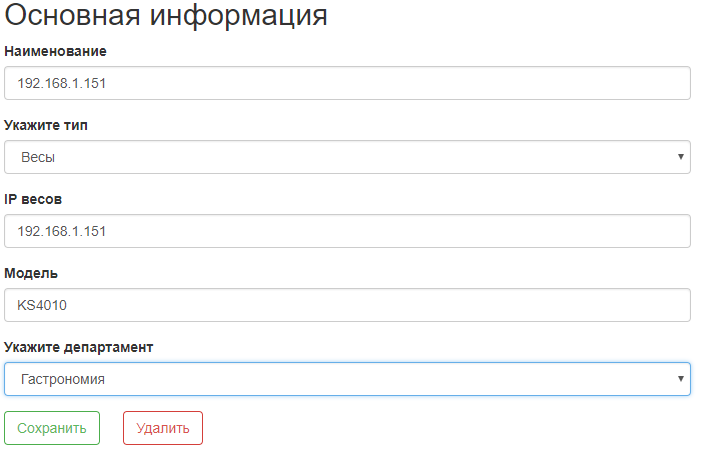 Основная информация
Наименование
192.168.1.151
Укажите тип
Весы
IP весов
192.168.1.151
Модель
KS4010
Укажите департамент
Гастрономия
Сохранить Удалить